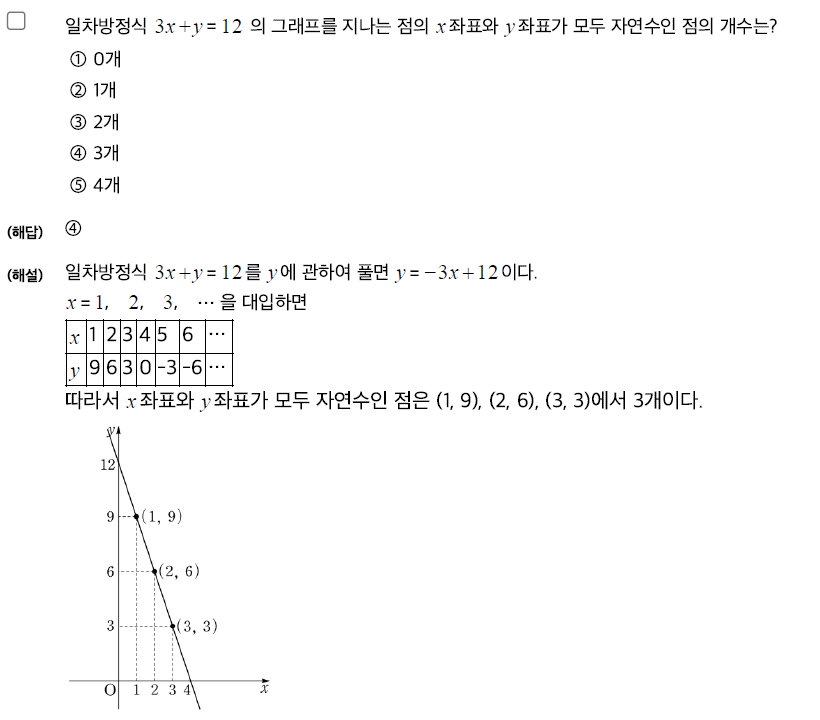 일차방정식 3x+y=12 의 그래프를 지나는 점의 x좌표와 y좌표가 모두 자연수인 점의 개수는?
① 0개
② 1개
③ 2개
④ 3개
⑤ 4개
(해답) ④
(해설) 일차방정식 3x+y=12를 y에 관하여 풀면 y=-3x+12이다.
x=1, 2, 3, ⋯ 을 대입하면
x 1 2 3 4 5 6 ⋯
y 9 6 3 0 -3 -6 ⋯
따라서 x좌표와 y좌표가 모두 자연수인 점은 (1, 9), (2, 6), (3, 3)에서 3개이다.
y
12
9 (1, 9)
6 (2, 6)
3 (3, 3)
O 1 2 3 4 x